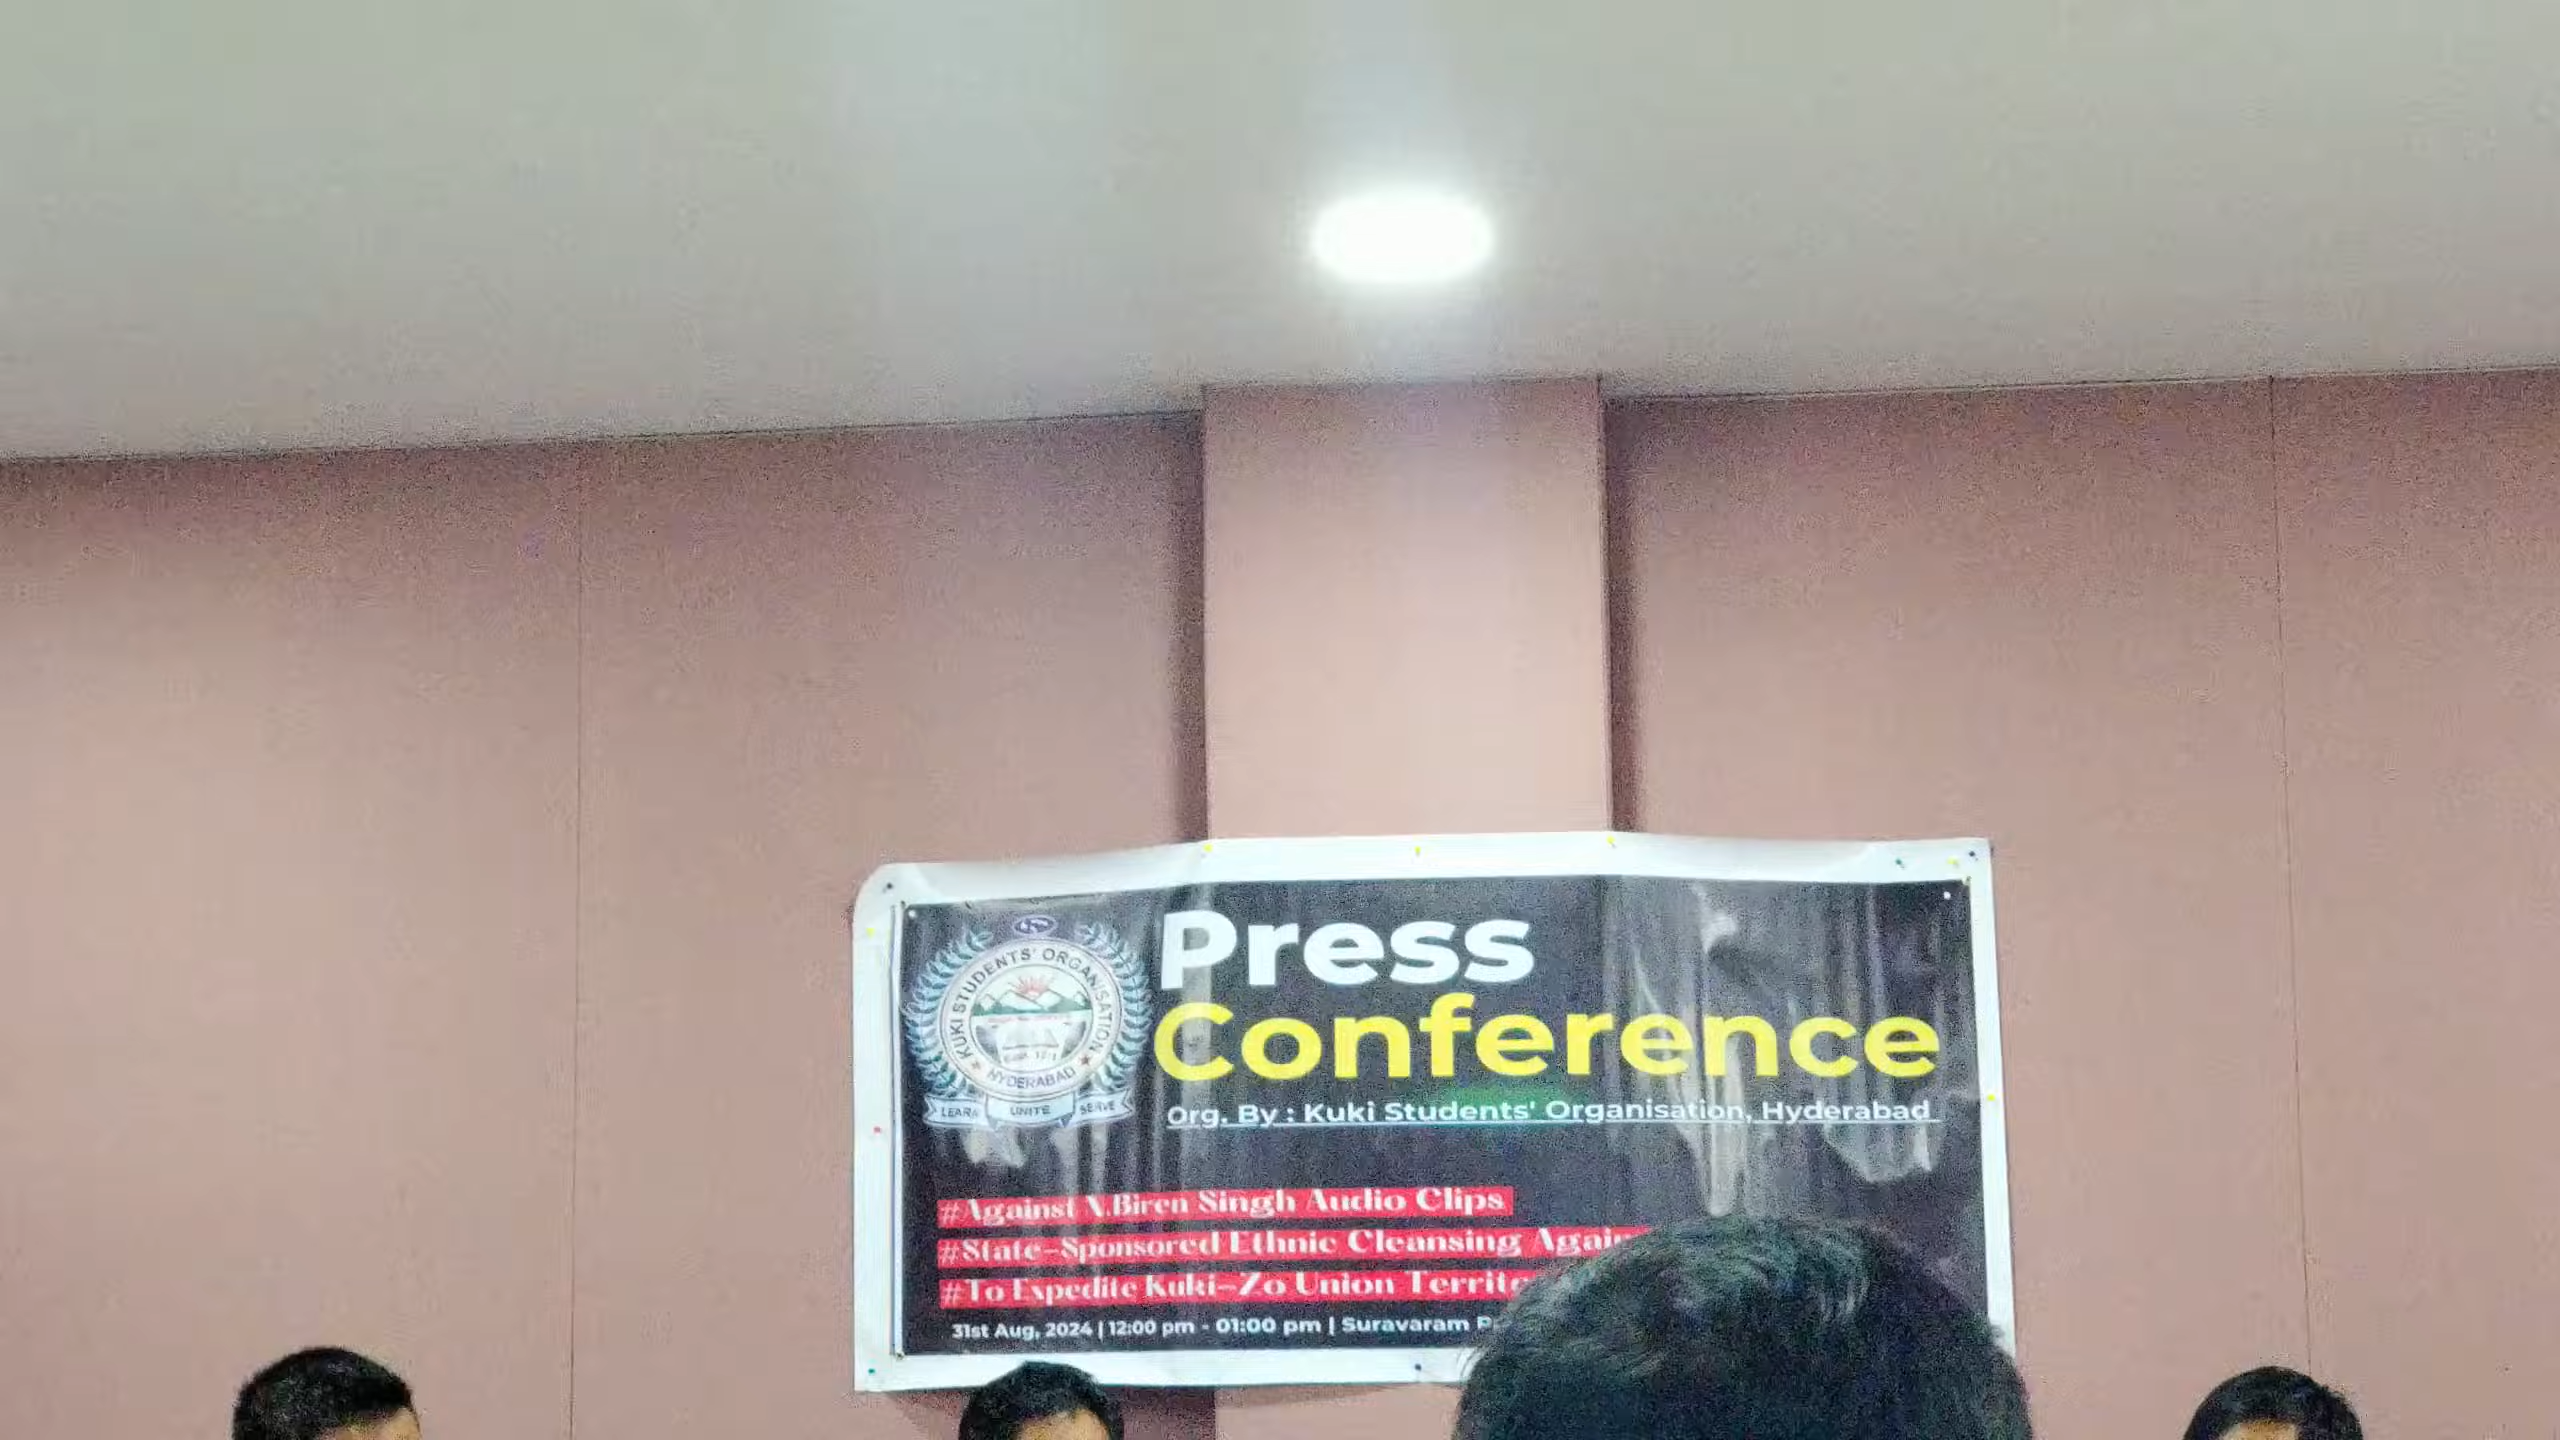 Press
Conference
Org. By : Kuki Students' Organisation, Hyderabad
KUKI STUDENTS' ORGANISATION
★ HYDERABAD ★
LEARN UNITE SERVE
#Against N.Biren Singh Audio Clips
#State-Sponsored Ethnic Cleansing
#To Expedite Kuki-Zo Union
31st Aug, 2024 | 12:00 pm - 01:00 pm | Suravaram